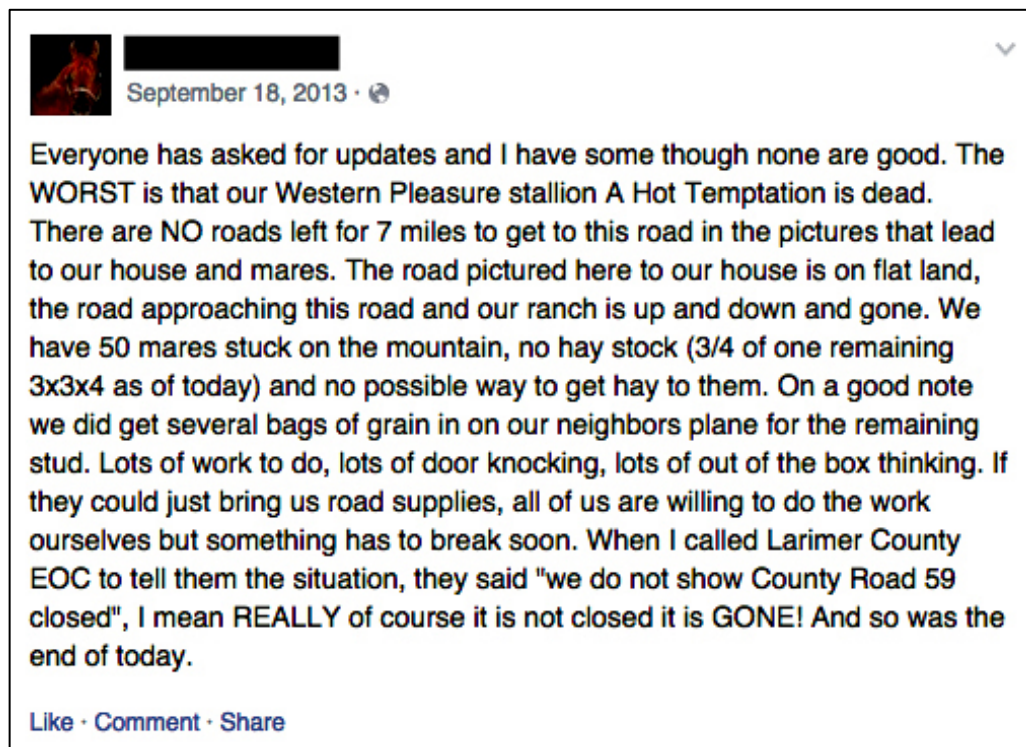 September 18, 2013 ·
Everyone has asked for updates and I have some though none are good. The
WORST is that our Western Pleasure stallion A Hot Temptation is dead.
There are NO roads left for 7 miles to get to this road in the pictures that lead
to our house and mares. The road pictured here to our house is on flat land,
the road approaching this road and our ranch is up and down and gone. We
have 50 mares stuck on the mountain, no hay stock (3/4 of one remaining
3x3x4 as of today) and no possible way to get hay to them. On a good note
we did get several bags of grain in on our neighbors plane for the remaining
stud. Lots of work to do, lots of door knocking, lots of out of the box thinking. If
they could just bring us road supplies, all of us are willing to do the work
ourselves but something has to break soon. When I called Larimer County
EOC to tell them the situation, they said "we do not show County Road 59
closed", I mean REALLY of course it is not closed it is GONE! And so was the
end of today.
Like · Comment · Share